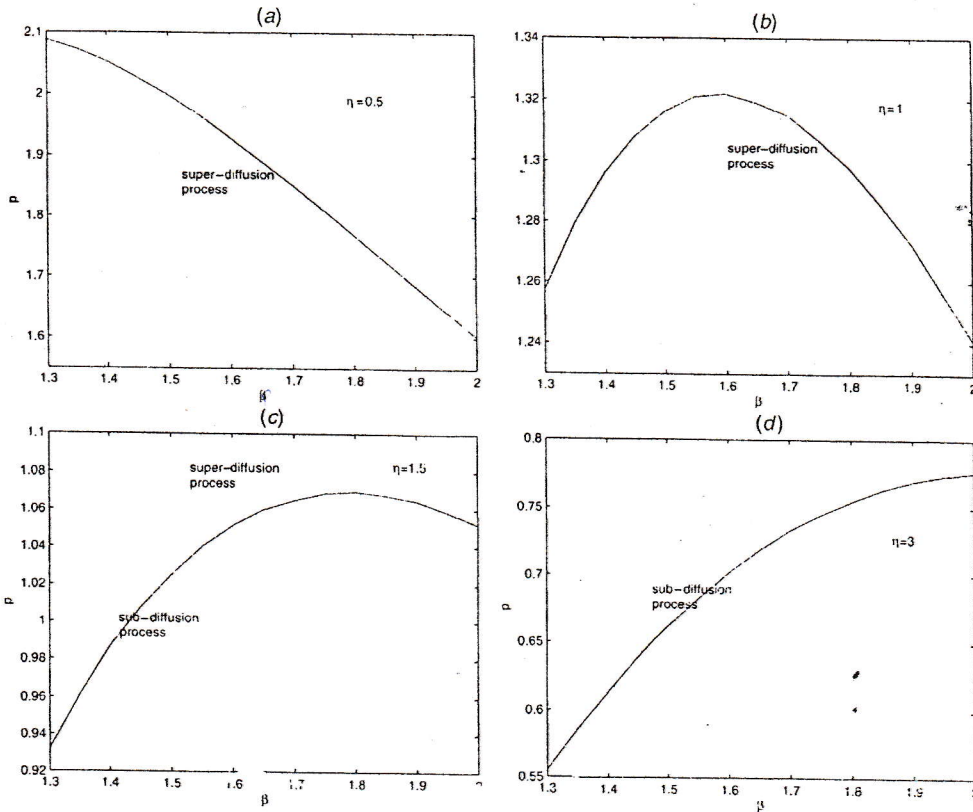 (a)
2.1
2
1.9
1.8
1.7
1.6
p
η=0.5
super-diffusion
process
1.3 1.4 1.5 1.6 1.7 1.8 1.9 2
β
(b)
1.34
1.32
1.3
1.28
1.26
1.24
η=1
super-diffusion
process
1.3 1.4 1.5 1.6 1.7 1.8 1.9 2
β
(c)
1.1
1.08
1.06
1.04
1.02
1
0.98
0.96
0.94
0.92
p
super-diffusion
process
η=1.5
sub-diffusion
process
1.3 1.4 1.5 1.6 1.7 1.8 1.9
β
(d)
0.8
0.75
0.7
0.65
0.6
0.55
p
η=3
sub-diffusion
process
1.3 1.4 1.5 1.6 1.7 1.8 1.9 2
β